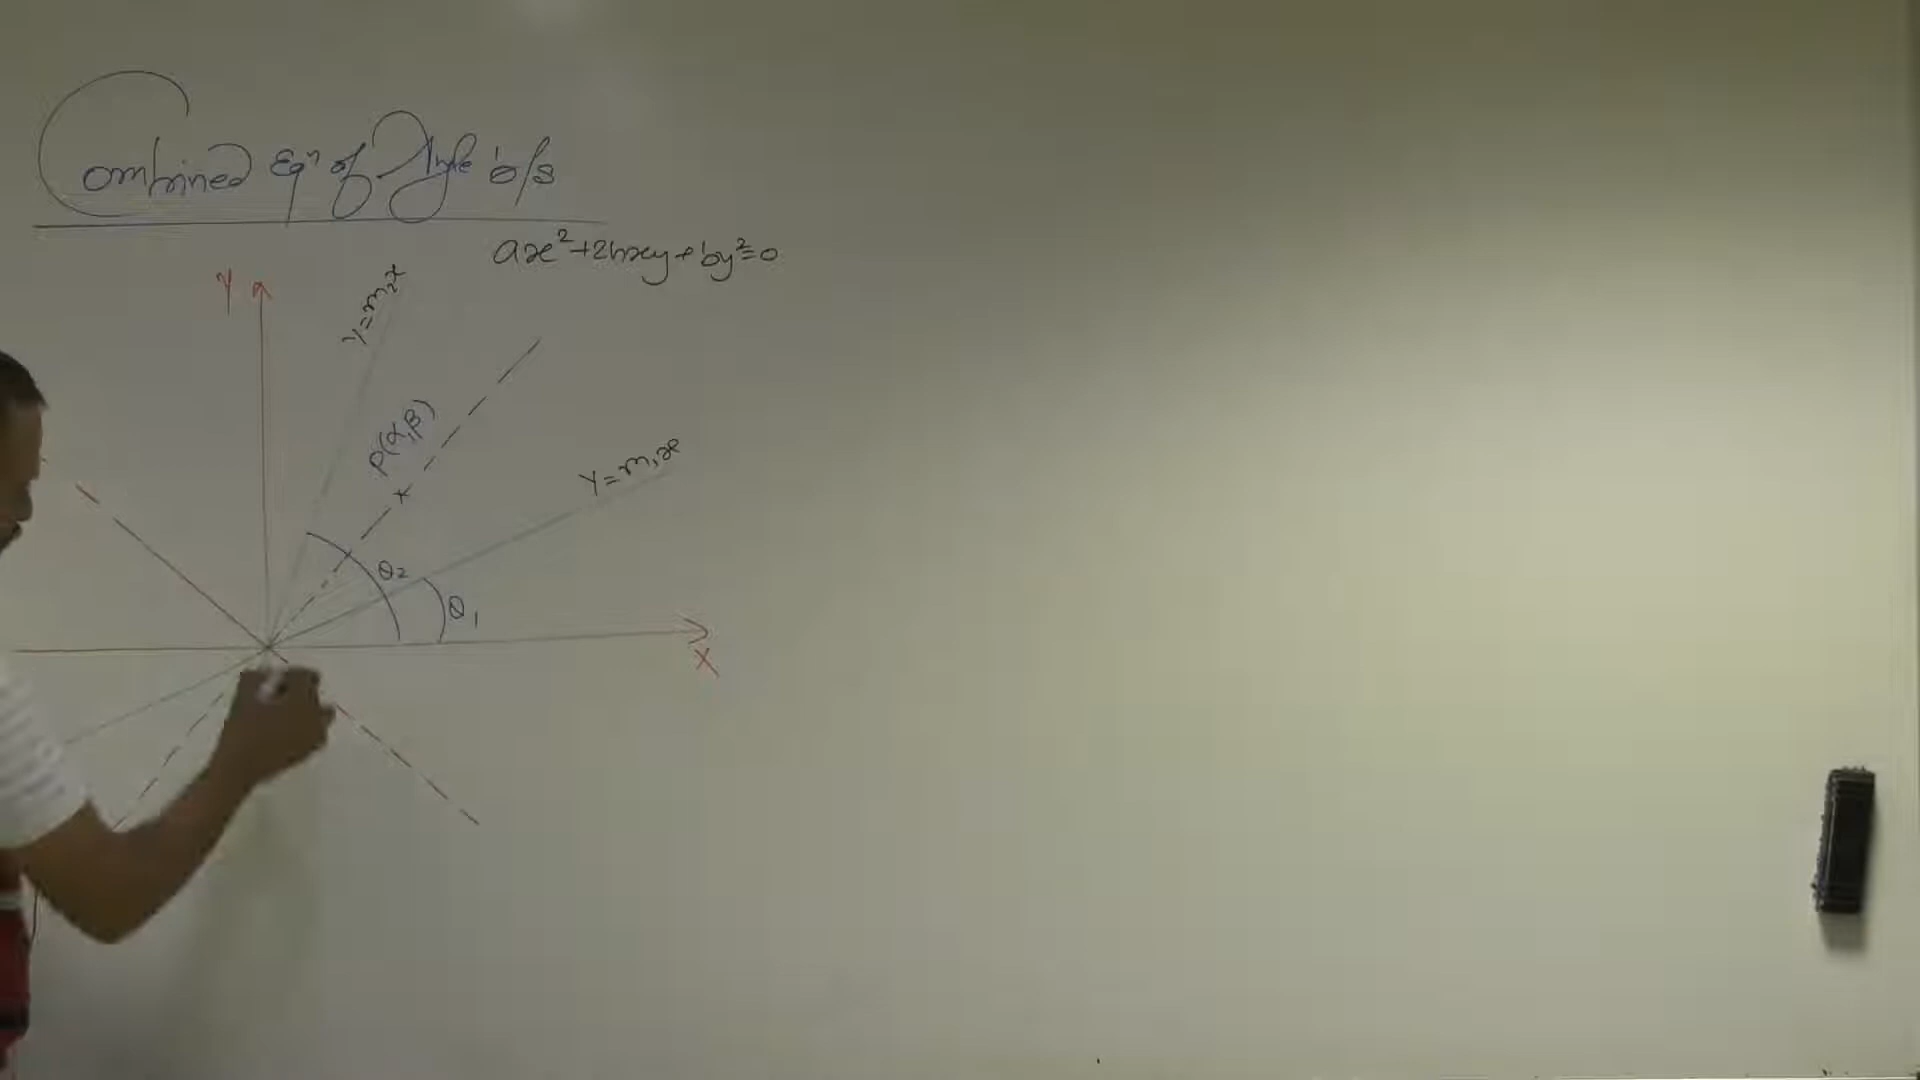 Combined Eqn of Angle b/s
ax²+2hxy+by²=0
Y
Y=m₂x
P(α,β)
Y=m₁x
θ₂
θ₁
X